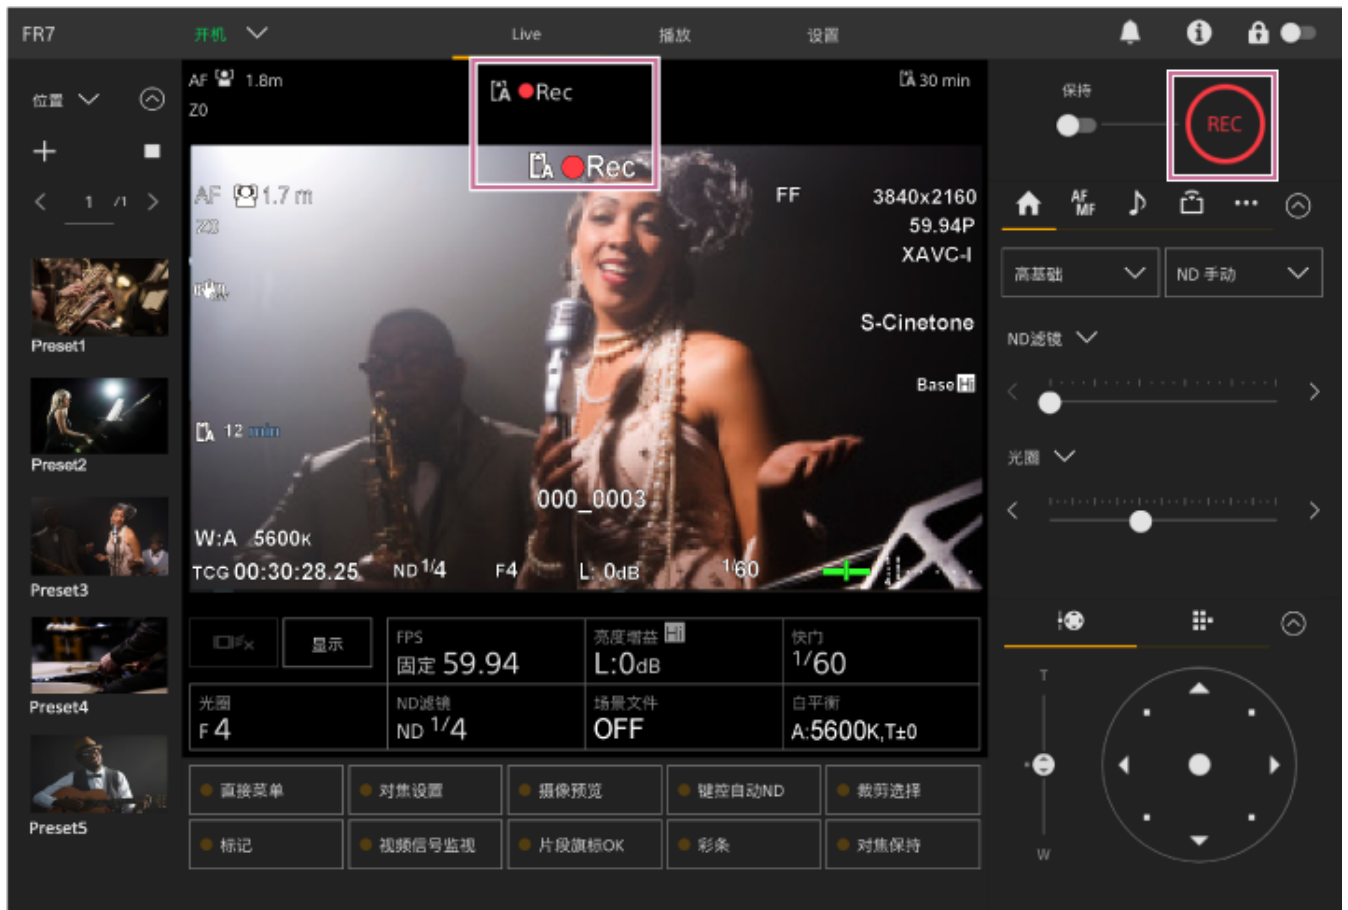 FR7
开机
Live
播放
设置
位置
1 /1
Preset1
Preset2
Preset3
Preset4
Preset5
AF 1.8m
Z0
A Rec
A 30 min
A Rec
AF 1.7 m
Z0
FF
3840x2160
59.94P
XAVC-I
S-Cinetone
Base Hi
A 12 min
000_0003
W:A 5600K
TCG 00:30:28.25 ND 1/4 F4 L: 0dB 1/60
显示
FPS
固定 59.94
亮度增益 Hi
L:0dB
快门
1/60
光圈
F 4
ND滤镜
ND 1/4
场景文件
OFF
白平衡
A:5600K,T±0
直接菜单
对焦设置
摄像预览
键控自动ND
裁剪选择
标记
视频信号监视
片段旗标OK
彩条
对焦保持
保持
REC
AF
MF
高基础
ND 手动
ND滤镜
光圈
T
W